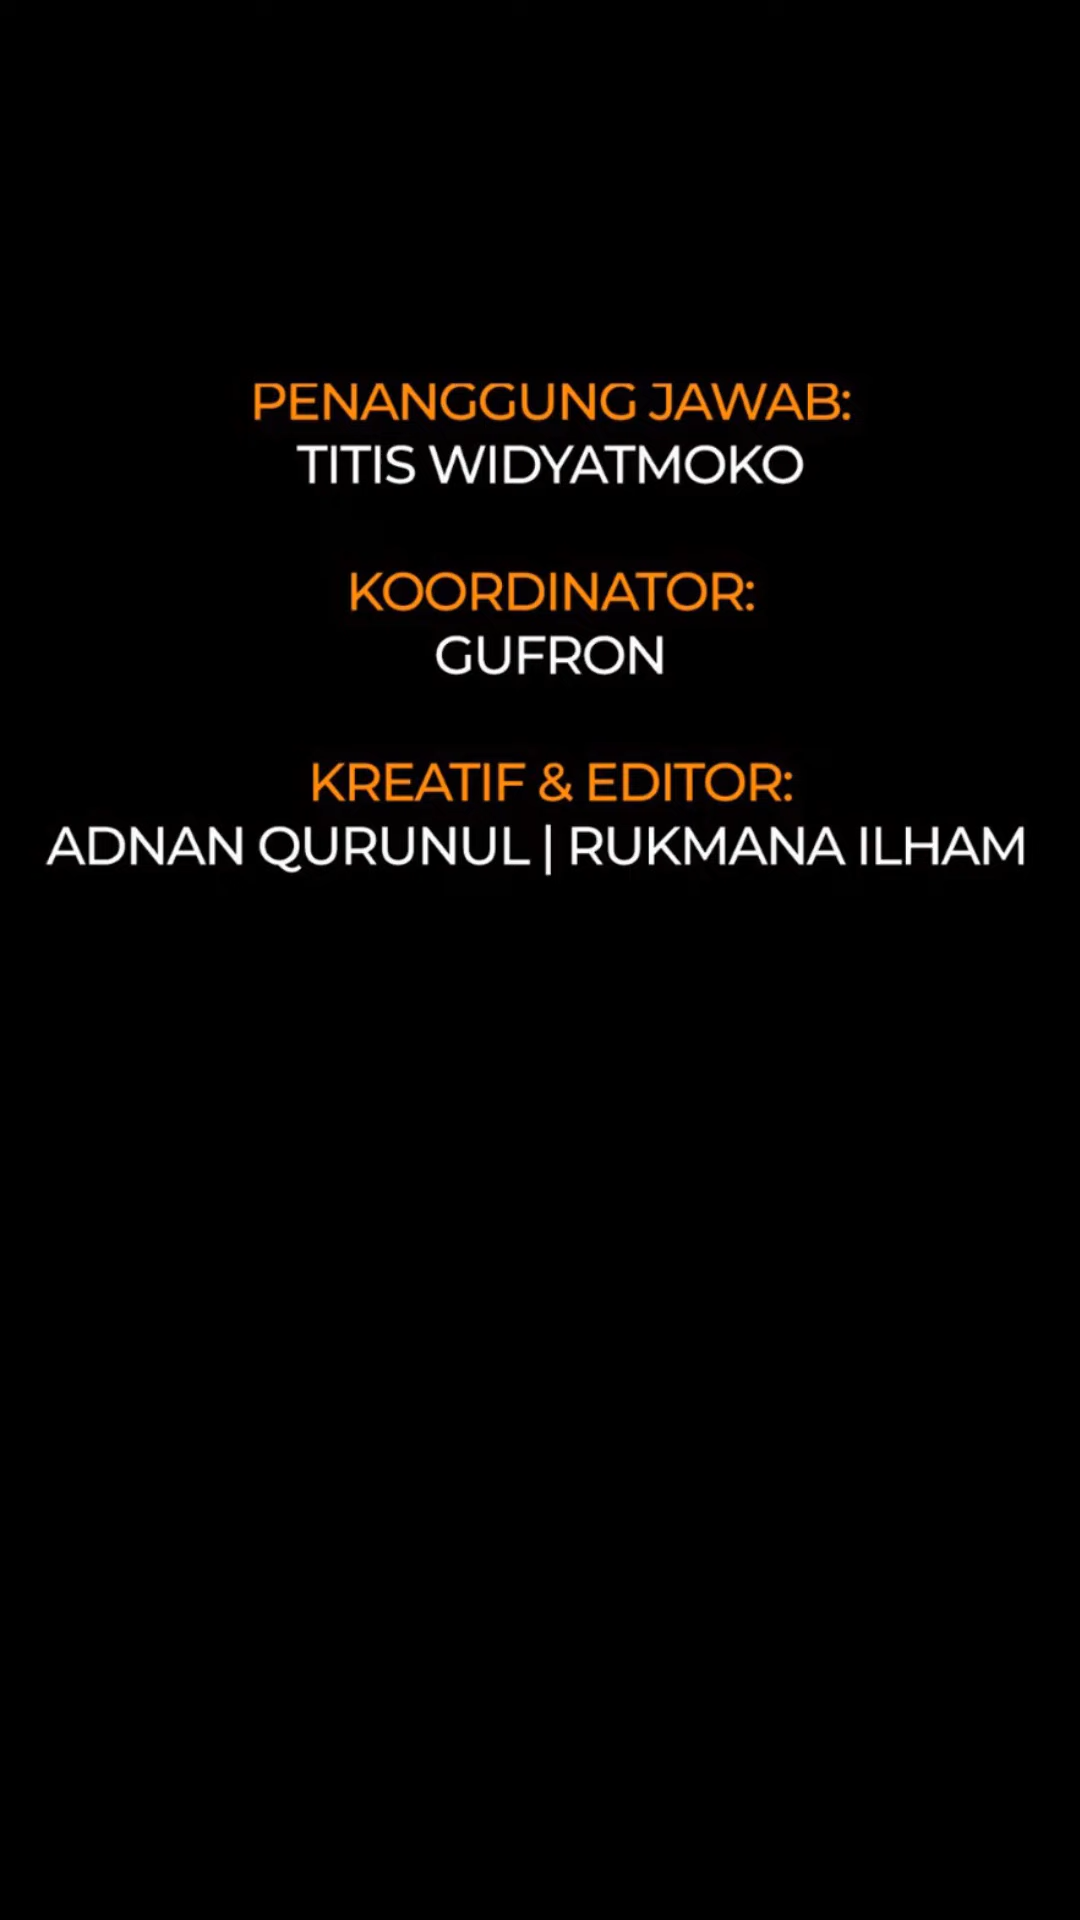 PENANGGUNG JAWAB:
TITIS WIDYATMOKO
KOORDINATOR:
GUFRON
KREATIF & EDITOR:
ADNAN QURUNUL | RUKMANA ILHAM